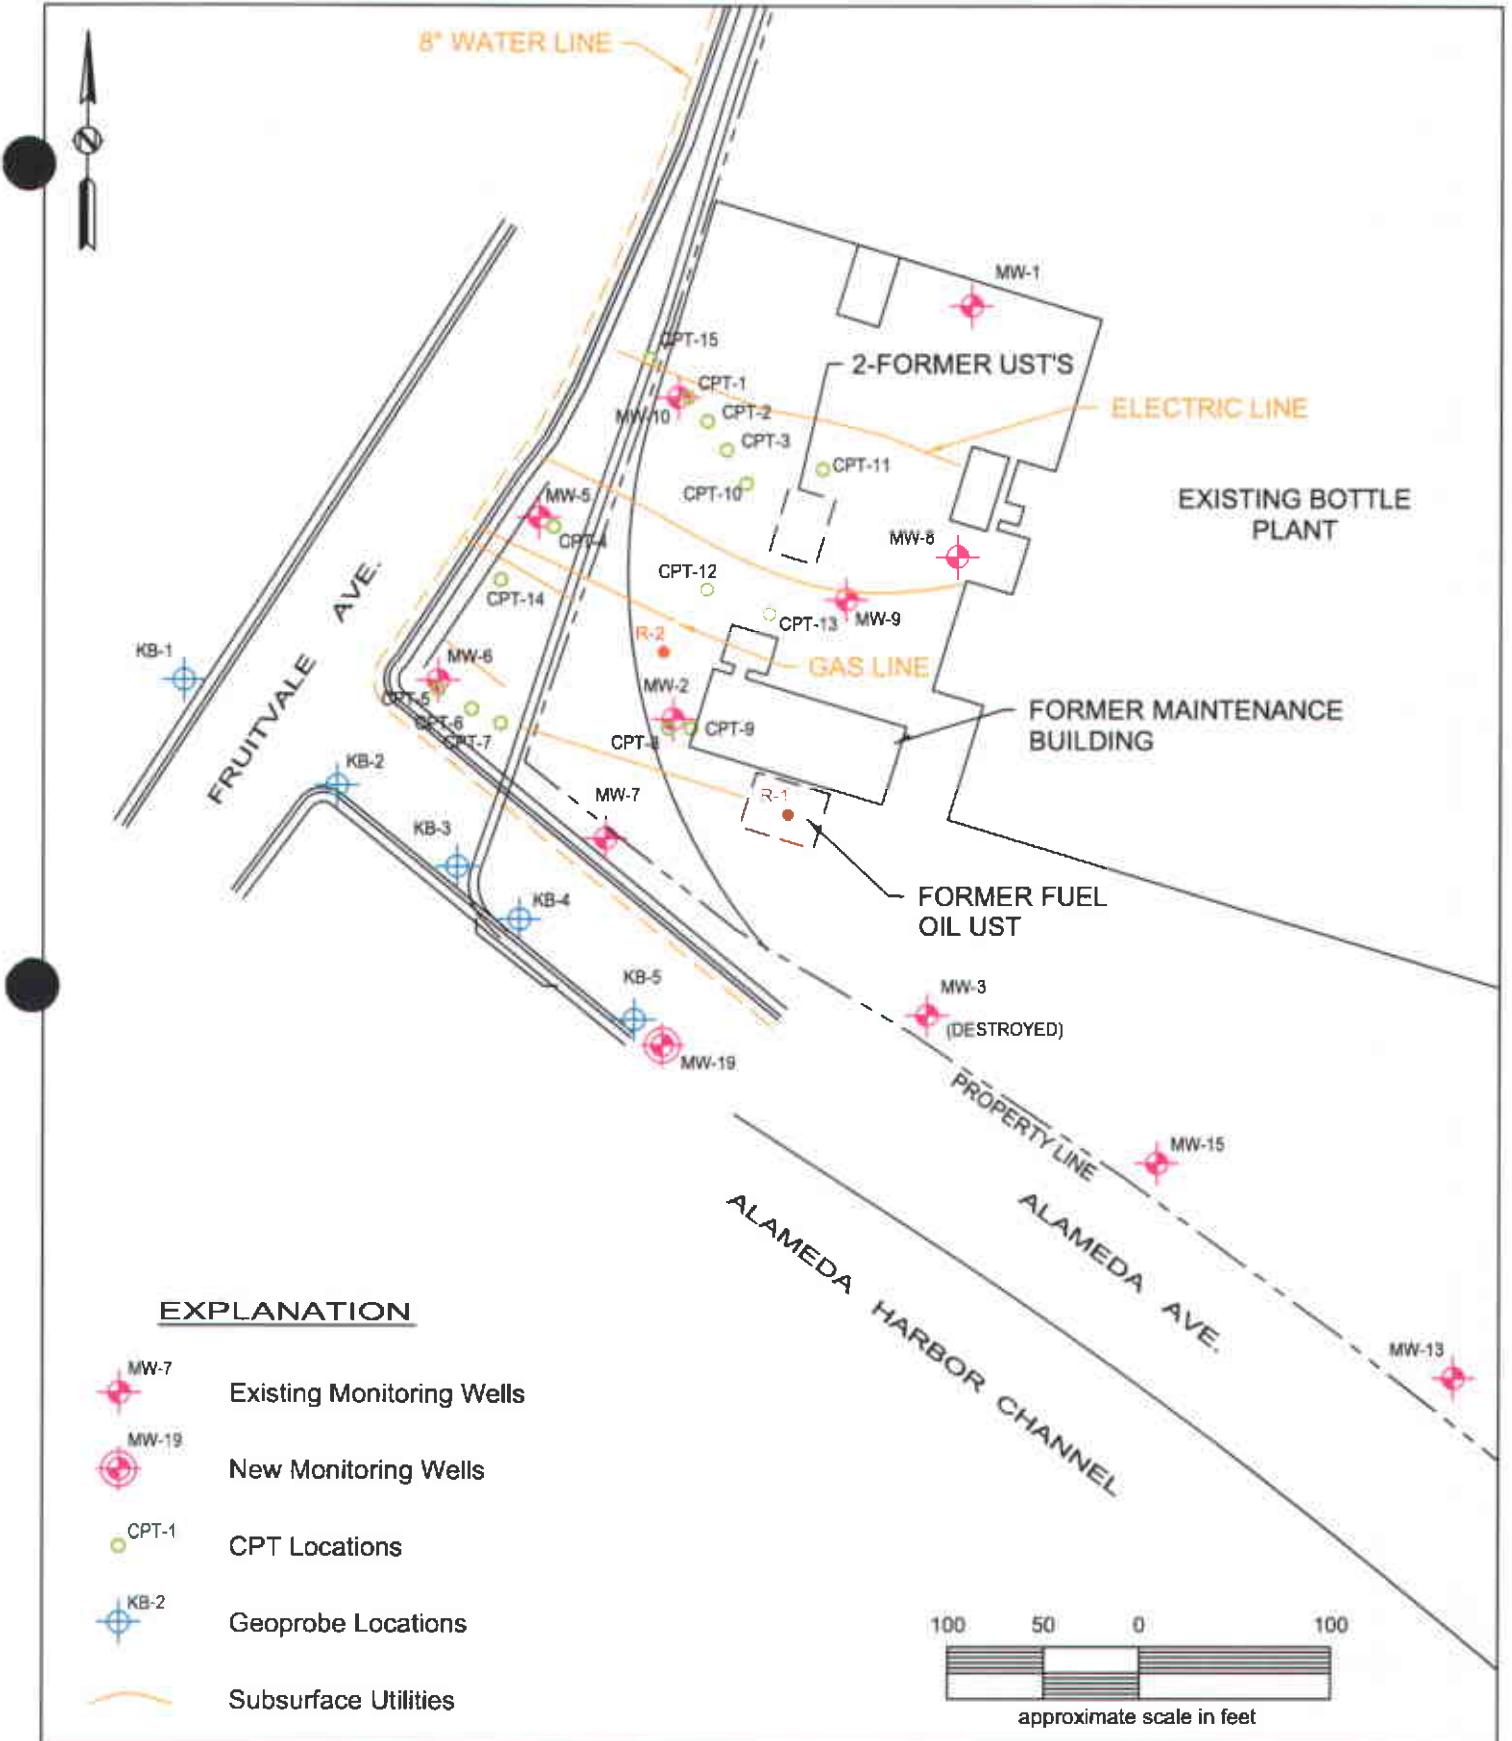 8" WATER LINE
N
MW-1
CPT-15
2-FORMER UST'S
CPT-1
MW-10
CPT-2
ELECTRIC LINE
CPT-3
CPT-11
CPT-10
MW-5
EXISTING BOTTLE
PLANT
CPT-4
MW-8
CPT-12
CPT-14
CPT-13
MW-9
R-2
KB-1
MW-6
GAS LINE
FRUITVALE AVE.
MW-2
CPT-5
CPT-6
CPT-7
CPT-8
CPT-9
FORMER MAINTENANCE
BUILDING
KB-2
MW-7
R-1
KB-3
KB-4
FORMER FUEL
OIL UST
KB-5
MW-3
(DESTROYED)
MW-19
PROPERTY LINE
MW-15
ALAMEDA AVE.
ALAMEDA HARBOR CHANNEL
MW-13
EXPLANATION
MW-7
Existing Monitoring Wells
MW-19
New Monitoring Wells
CPT-1
CPT Locations
KB-2
Geoprobe Locations
Subsurface Utilities
100 50 0 100
approximate scale in feet